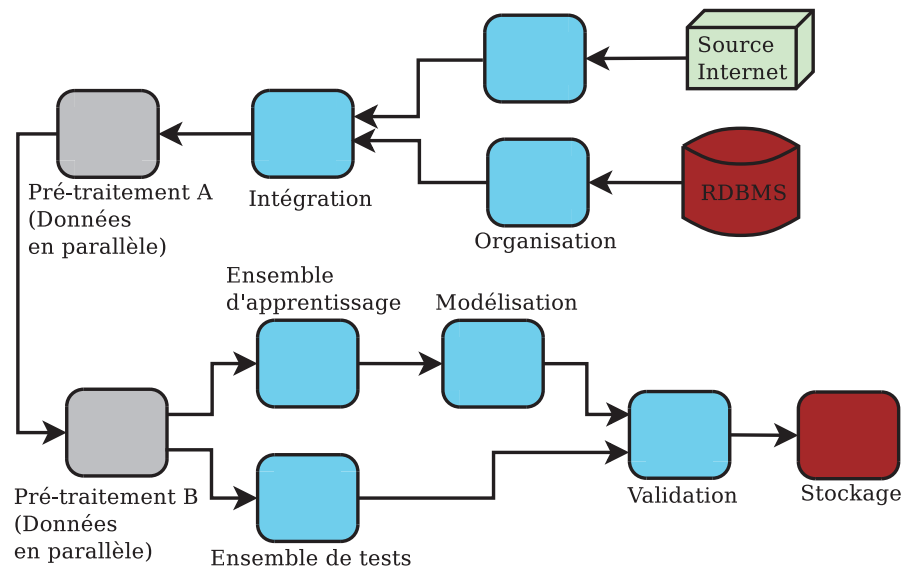 Source
Internet
Pré-traitement A
(Données
en parallèle)
Intégration
RDBMS
Organisation
Ensemble
d'apprentissage
Modélisation
Pré-traitement B
(Données
en parallèle)
Ensemble de tests
Validation
Stockage